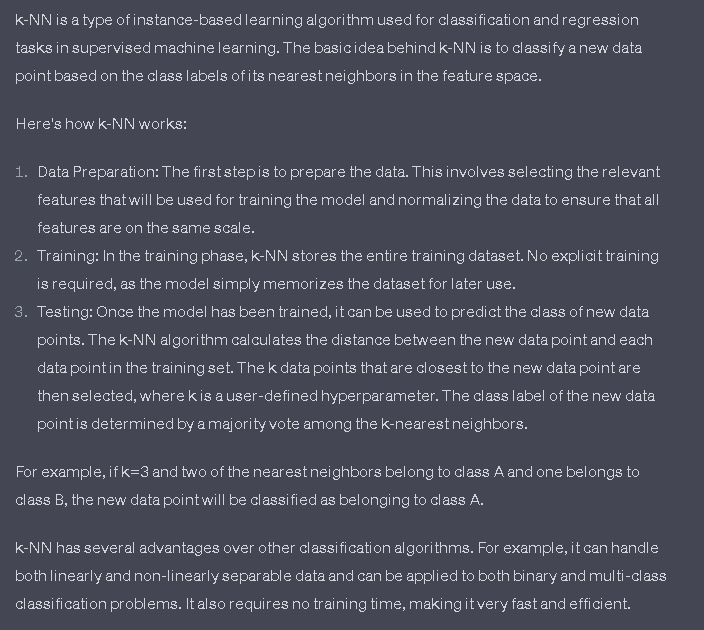 k-NN is a type of instance-based learning algorithm used for classification and regression
tasks in supervised machine learning. The basic idea behind k-NN is to classify a new data
point based on the class labels of its nearest neighbors in the feature space.
Here's how k-NN works:
1. Data Preparation: The first step is to prepare the data. This involves selecting the relevant
features that will be used for training the model and normalizing the data to ensure that all
features are on the same scale.
2. Training: In the training phase, k-NN stores the entire training dataset. No explicit training
is required, as the model simply memorizes the dataset for later use.
3. Testing: Once the model has been trained, it can be used to predict the class of new data
points. The k-NN algorithm calculates the distance between the new data point and each
data point in the training set. The k data points that are closest to the new data point are
then selected, where k is a user-defined hyperparameter. The class label of the new data
point is determined by a majority vote among the k-nearest neighbors.
For example, if k=3 and two of the nearest neighbors belong to class A and one belongs to
class B, the new data point will be classified as belonging to class A.
k-NN has several advantages over other classification algorithms. For example, it can handle
both linearly and non-linearly separable data and can be applied to both binary and multi-class
classification problems. It also requires no training time, making it very fast and efficient.